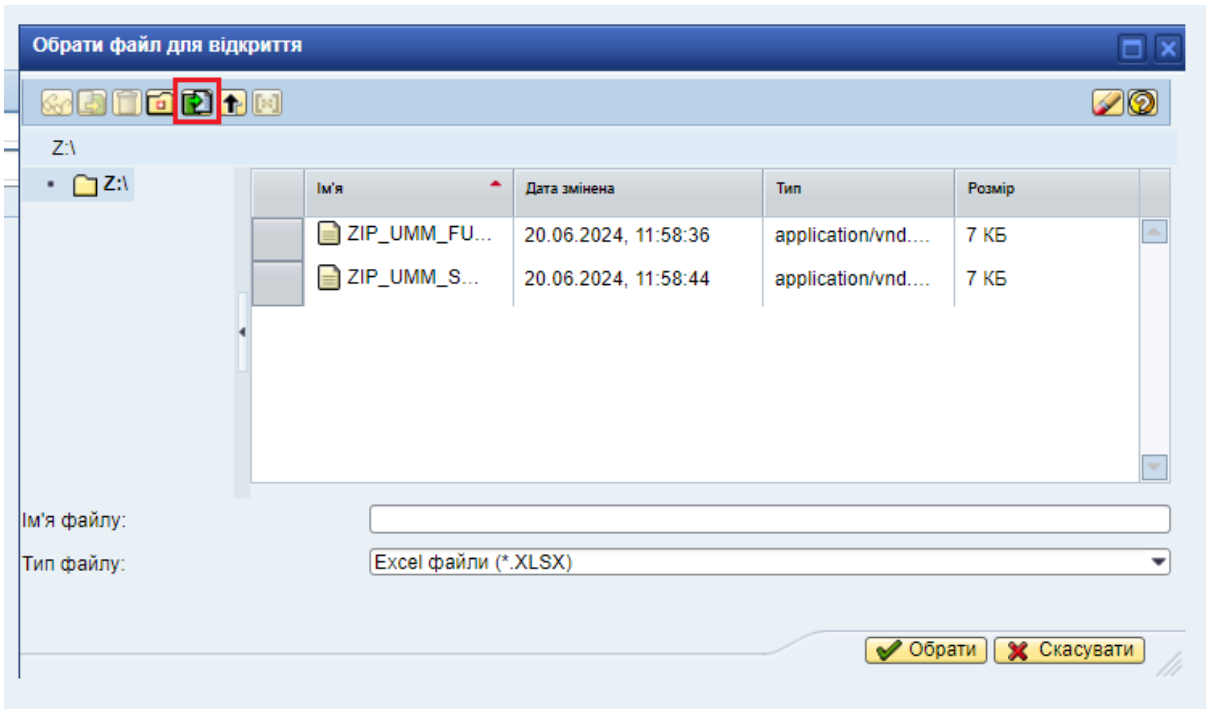 Обрати файл для відкриття
Z:\
Z:\
Ім'я Дата змінена Тип Розмір
ZIP_UMM_FU... 20.06.2024, 11:58:36 application/vnd.... 7 КБ
ZIP_UMM_S... 20.06.2024, 11:58:44 application/vnd.... 7 КБ
Ім'я файлу:
Тип файлу: Excel файли (*.XLSX)
Обрати Скасувати